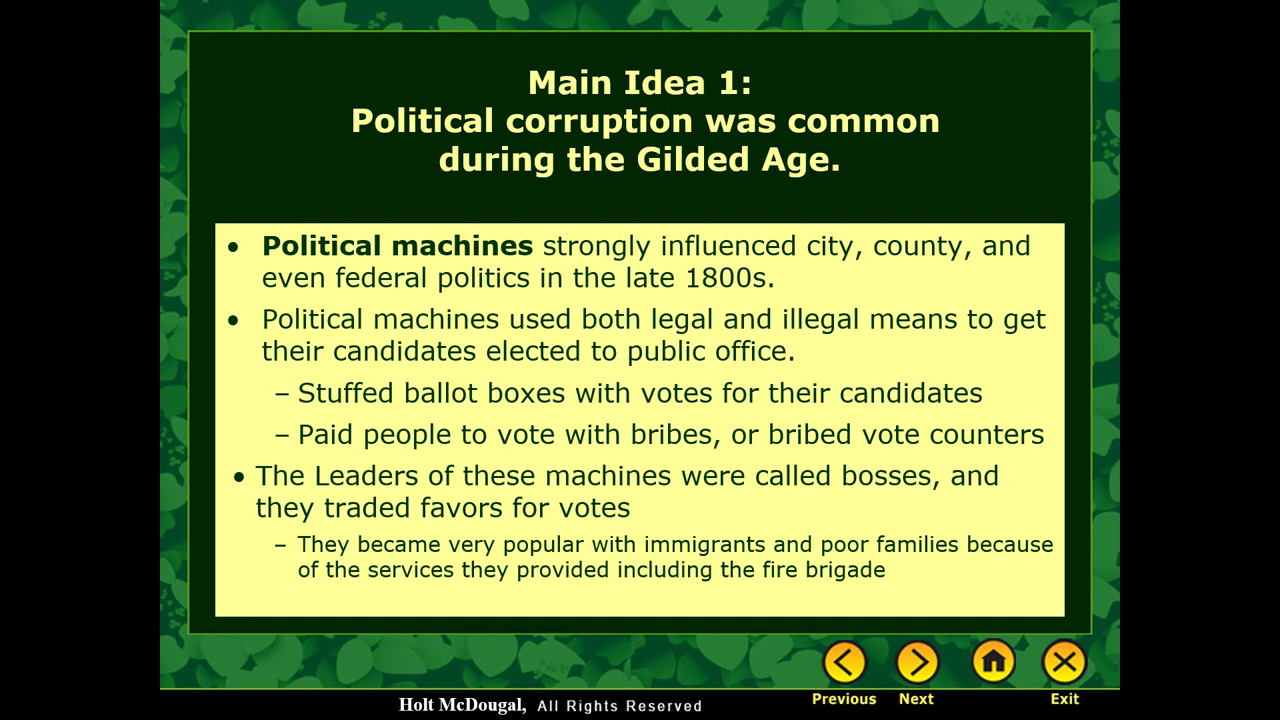 Main Idea 1:
Political corruption was common
during the Gilded Age.
• Political machines strongly influenced city, county, and
even federal politics in the late 1800s.
• Political machines used both legal and illegal means to get
their candidates elected to public office.
– Stuffed ballot boxes with votes for their candidates
– Paid people to vote with bribes, or bribed vote counters
• The Leaders of these machines were called bosses, and
they traded favors for votes
– They became very popular with immigrants and poor families because
of the services they provided including the fire brigade
Previous Next Exit
Holt McDougal, All Rights Reserved